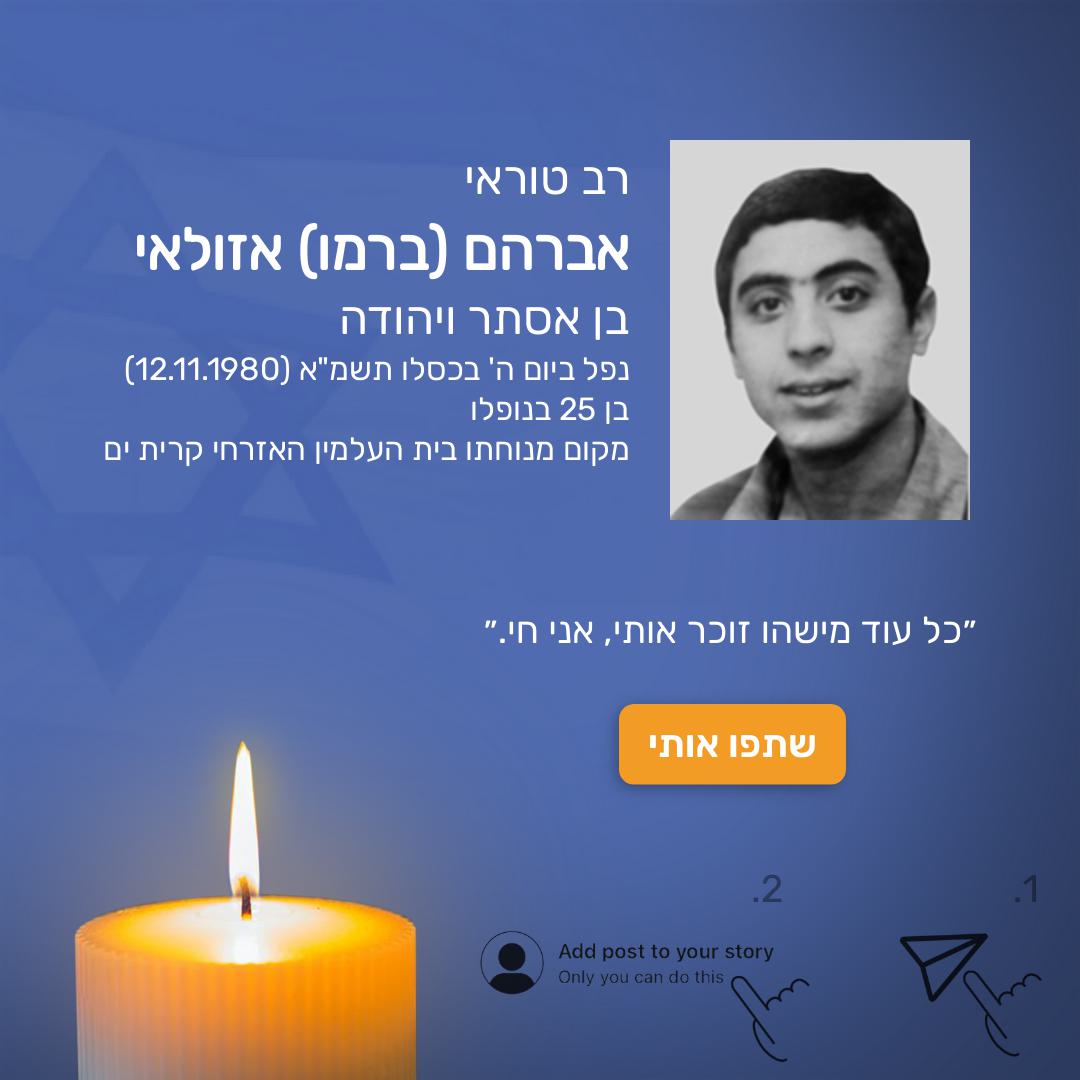 רב טוראי
אברהם (ברמו) אזולאי
בן אסתר ויהודה
נפל ביום ה' בכסלו תשמ"א (12.11.1980)
בן 25 בנופלו
מקום מנוחתו בית העלמין האזרחי קרית ים
״כל עוד מישהו זוכר אותי, אני חי.״
שתפו אותי
1.
2.
Add post to your story
Only you can do this